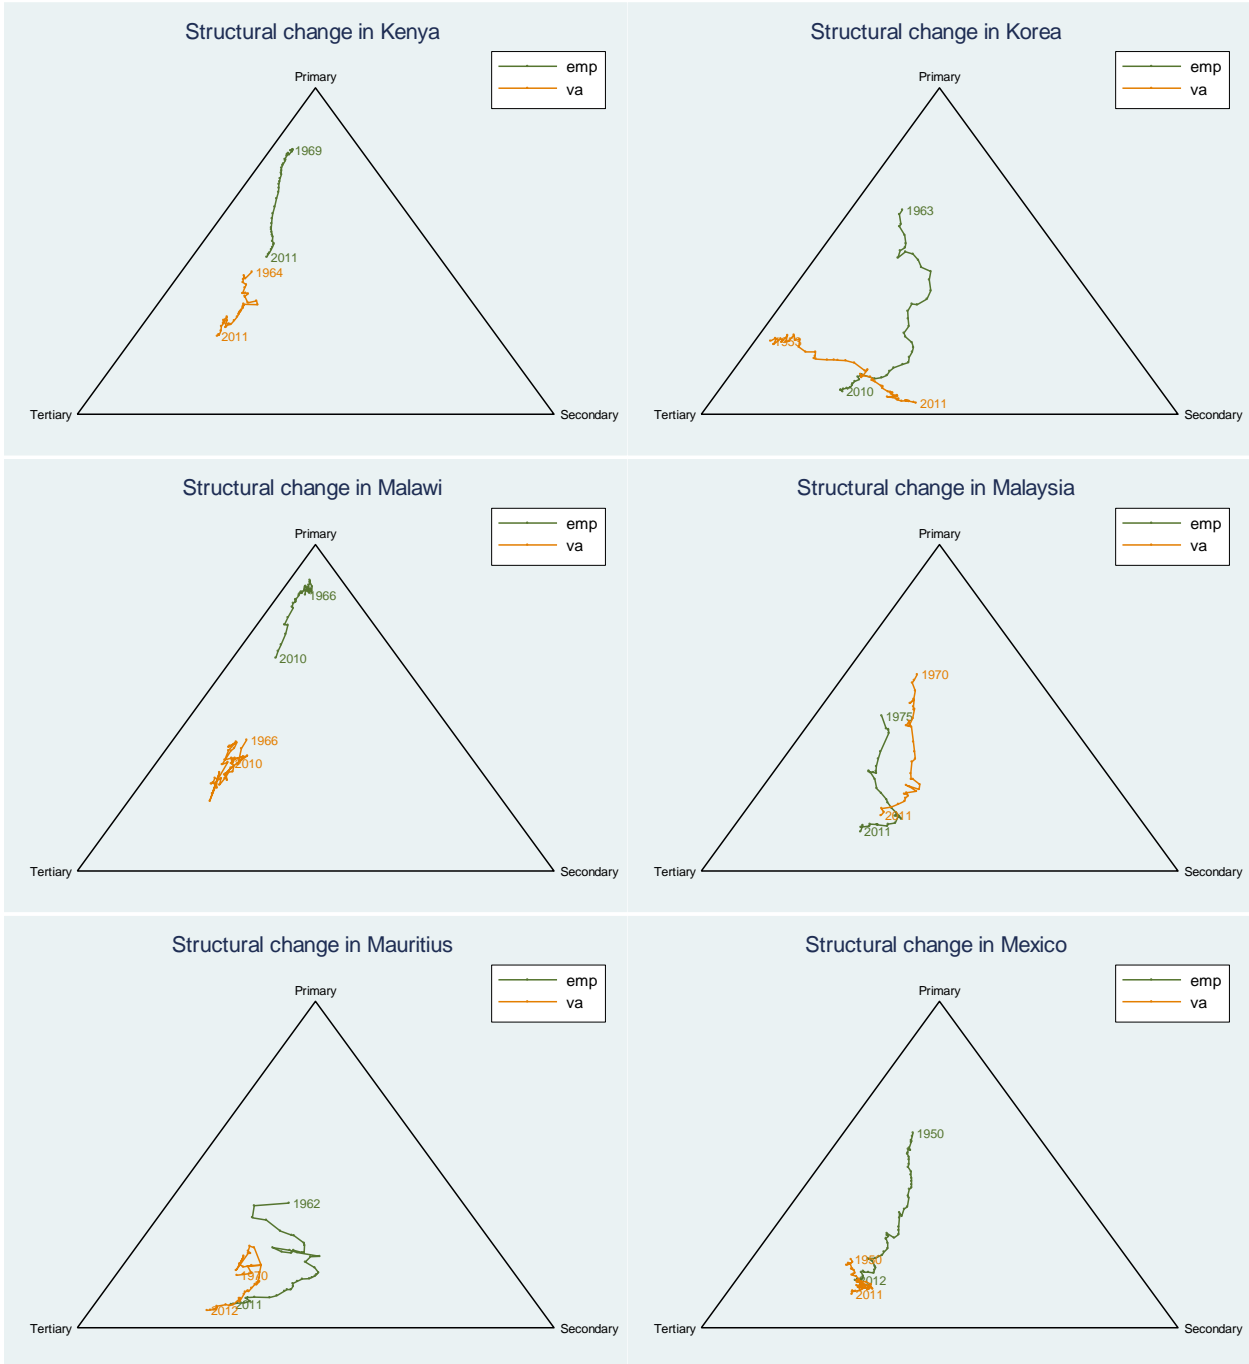 Structural change in Kenya
emp
va
Primary
1969
2011
1964
2011
Tertiary
Secondary
Structural change in Korea
emp
va
Primary
1963
1953
2010
2011
Tertiary
Secondary
Structural change in Malawi
emp
va
Primary
1966
2010
1966
2010
Tertiary
Secondary
Structural change in Malaysia
emp
va
Primary
1970
1975
2011
2011
Tertiary
Secondary
Structural change in Mauritius
emp
va
Primary
1962
1970
2011
2012
Tertiary
Secondary
Structural change in Mexico
emp
va
Primary
1950
1950
2012
2011
Tertiary
Secondary